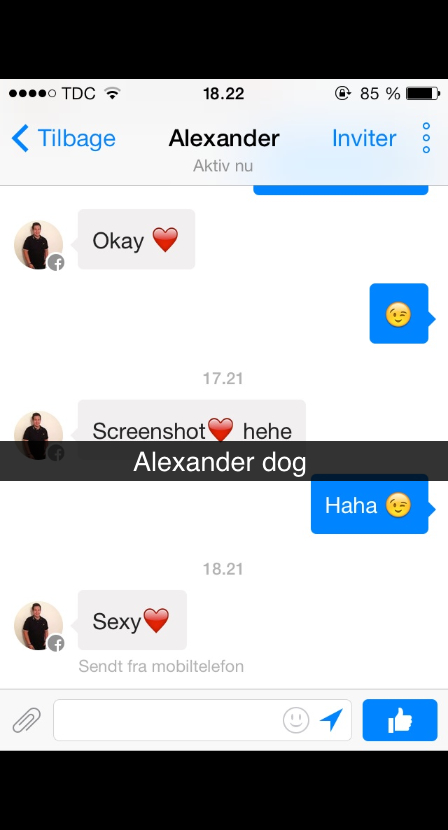 TDC 18.22 85 %
Tilbage Alexander Inviter
Aktiv nu
Okay ❤️
😉
17.21
Screenshot❤️ hehe
Alexander dog
Haha 😉
18.21
Sexy❤️
Sendt fra mobiltelefon